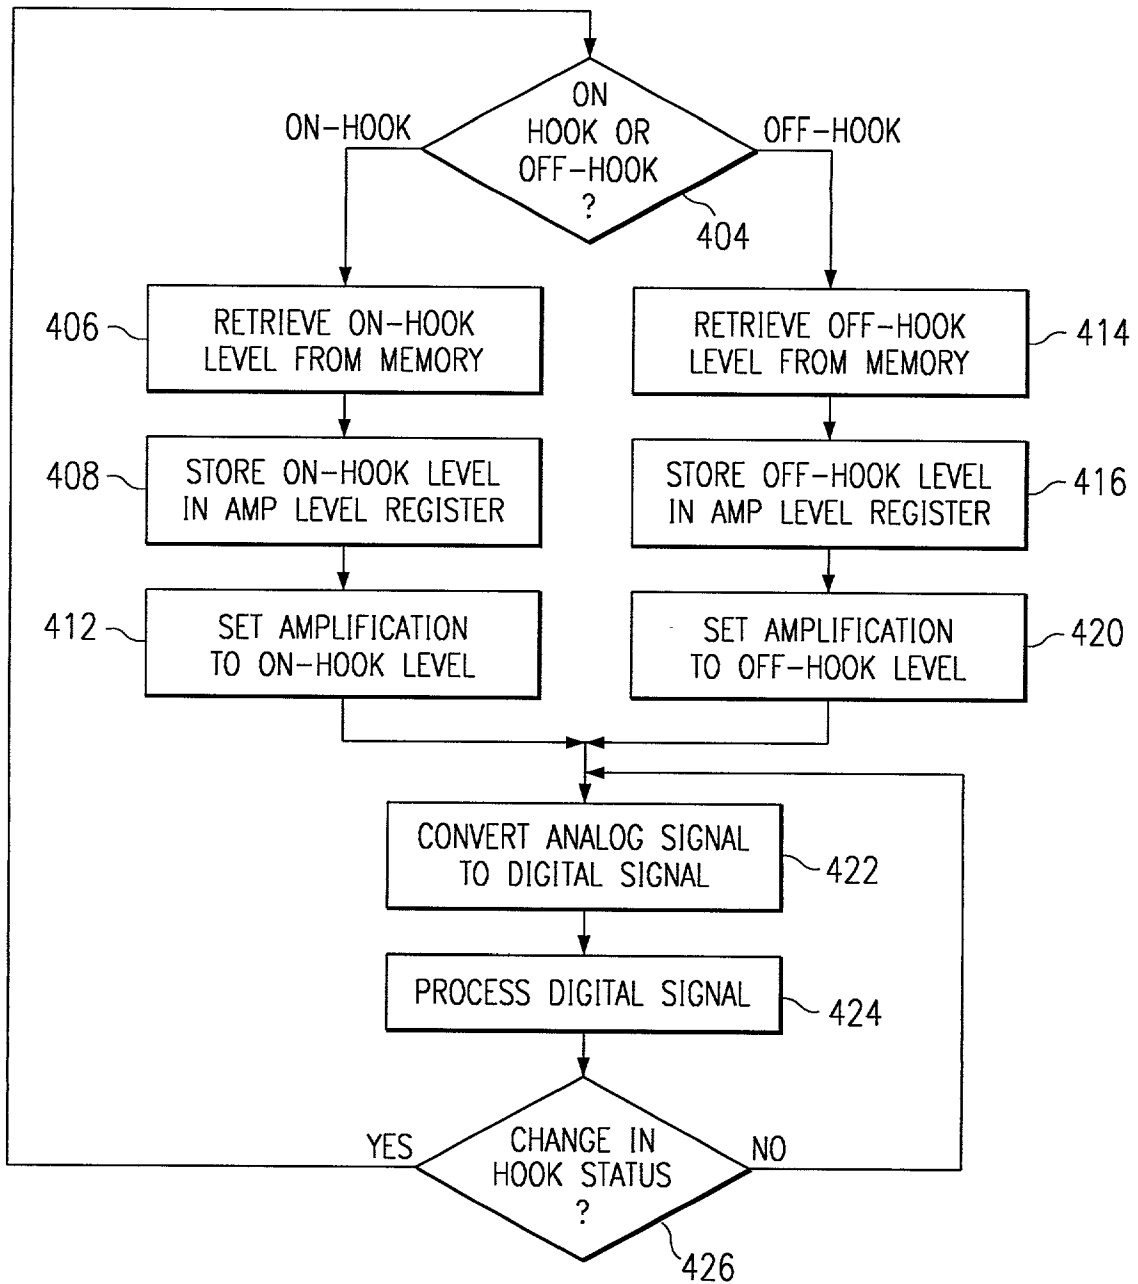 ON
HOOK OR
OFF-HOOK
?
ON-HOOK
OFF-HOOK
404
406
RETRIEVE ON-HOOK
LEVEL FROM MEMORY
RETRIEVE OFF-HOOK
LEVEL FROM MEMORY
414
408
STORE ON-HOOK LEVEL
IN AMP LEVEL REGISTER
STORE OFF-HOOK LEVEL
IN AMP LEVEL REGISTER
416
412
SET AMPLIFICATION
TO ON-HOOK LEVEL
SET AMPLIFICATION
TO OFF-HOOK LEVEL
420
CONVERT ANALOG SIGNAL
TO DIGITAL SIGNAL
422
PROCESS DIGITAL SIGNAL
424
YES
CHANGE IN
HOOK STATUS
?
NO
426